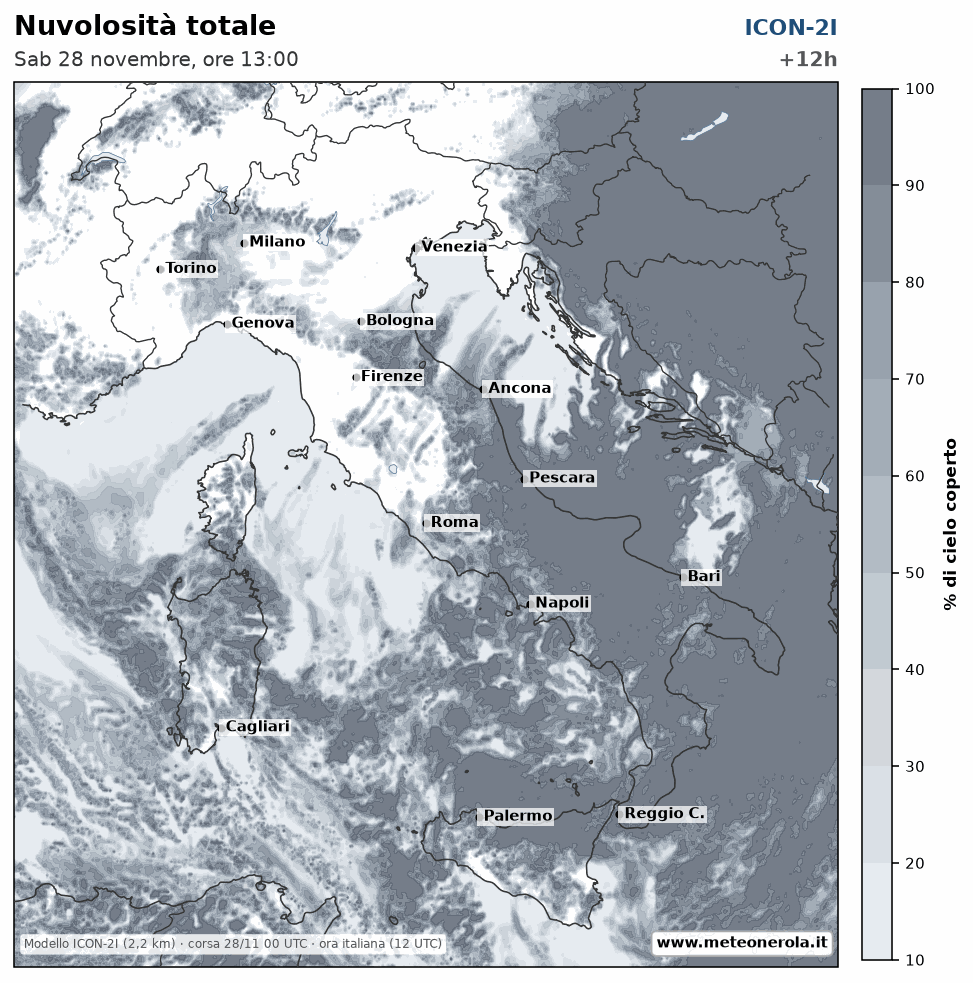 Nuvolosità totale
ICON-2I
Sab 28 novembre, ore 13:00
+12h
100
90
80
70
60
50
40
30
20
10
% di cielo coperto
Milano
Venezia
Torino
Genova
Bologna
Firenze
Ancona
Pescara
Roma
Bari
Napoli
Cagliari
Palermo
Reggio C.
Modello ICON-2I (2,2 km) · corsa 28/11 00 UTC · ora italiana (12 UTC)
www.meteonerola.it